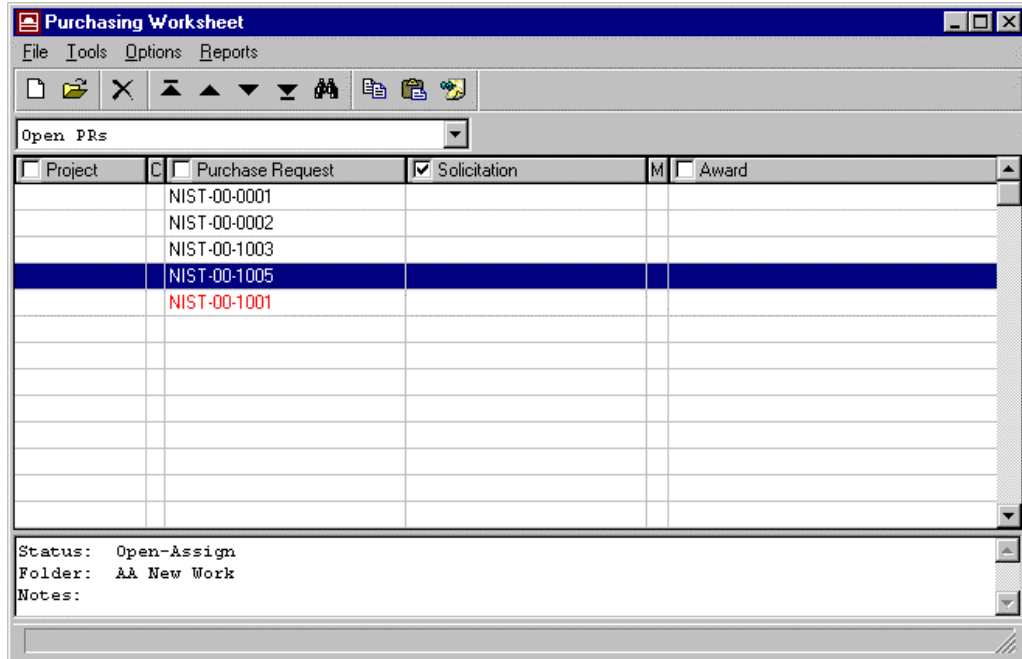 Purchasing Worksheet
File Tools Options Reports
Open PRs
Project C Purchase Request Solicitation M Award
NIST-00-0001
NIST-00-0002
NIST-00-1003
NIST-00-1005
NIST-00-1001
Status: Open-Assign
Folder: AA New Work
Notes: